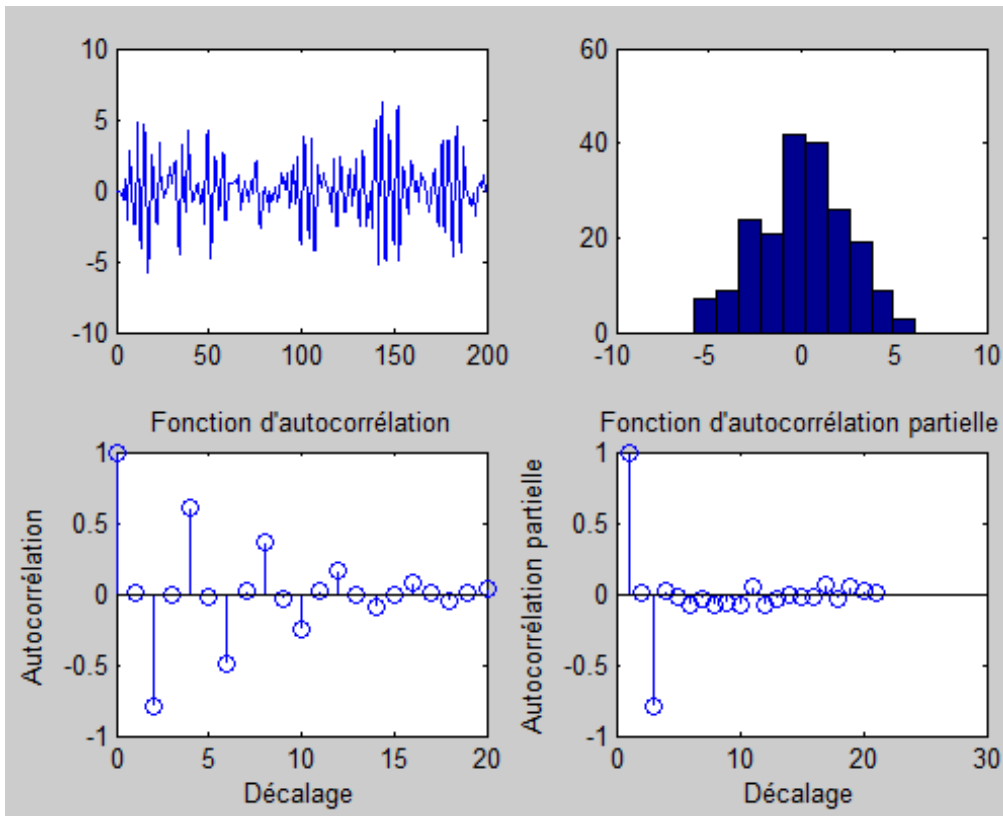 10
5
0
-5
-10
0 50 100 150 200
60
40
20
0
-10 -5 0 5 10
Fonction d'autocorrélation
1
0.5
0
-0.5
-1
Autocorrélation
0 5 10 15 20
Décalage
Fonction d'autocorrélation partielle
1
0.5
0
-0.5
-1
Autocorrélation partielle
0 10 20 30
Décalage